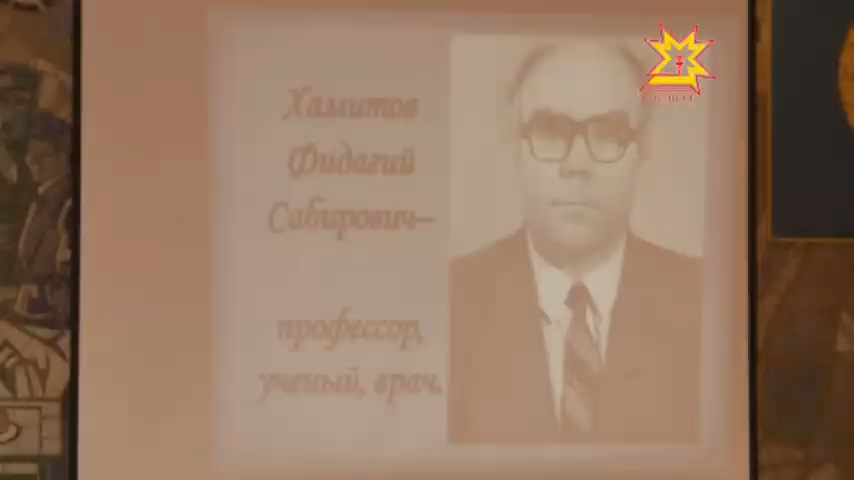 Хамитов
Фидагий
Сабирович–
профессор,
ученый, врач.